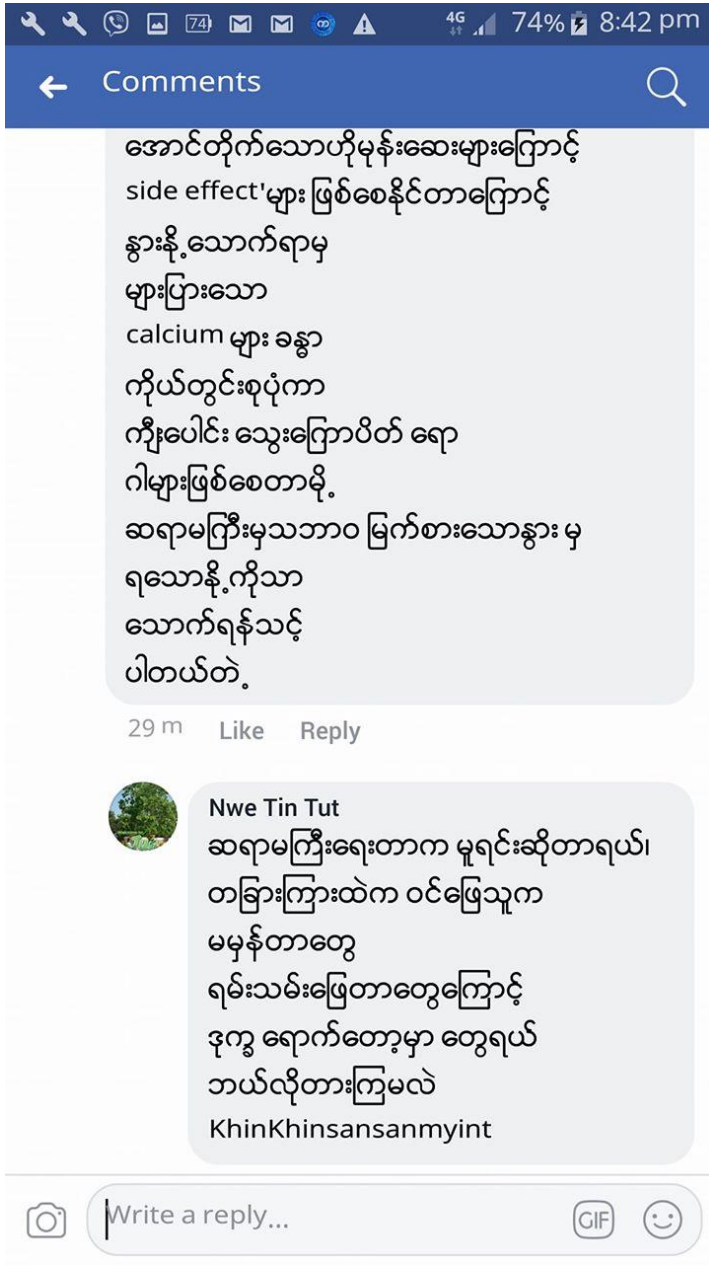 74
4G 74% 8:42 pm
Comments
အောင်တိုက်သောဟိုမုန်းဆေးများကြောင့်
side effect'များ ဖြစ်စေနိုင်တာကြောင့်
နွားနို့သောက်ရာမှ
များပြားသော
calcium များ ခန္ဓာ
ကိုယ်တွင်းစုပုံကာ
ကျီးပေါင်း သွေးကြောပိတ် ရော
ဂါများဖြစ်စေတာမို့
ဆရာမကြီးမှသဘာဝ မြက်စားသောနွား မှ
ရသောနို့ကိုသာ
သောက်ရန်သင့်
ပါတယ်တဲ့
29 m Like Reply
Nwe Tin Tut
ဆရာမကြီးရေးတာက မူရင်းဆိုတာရယ်၊
တခြားကြားထဲက ဝင်ဖြေသူက
မမှန်တာတွေ
ရမ်းသမ်းဖြေတာတွေကြောင့်
ဒုက္ခ ရောက်တော့မှာ တွေရယ်
ဘယ်လိုတားကြမလဲ
KhinKhinsansanmyint
Write a reply...
GIF